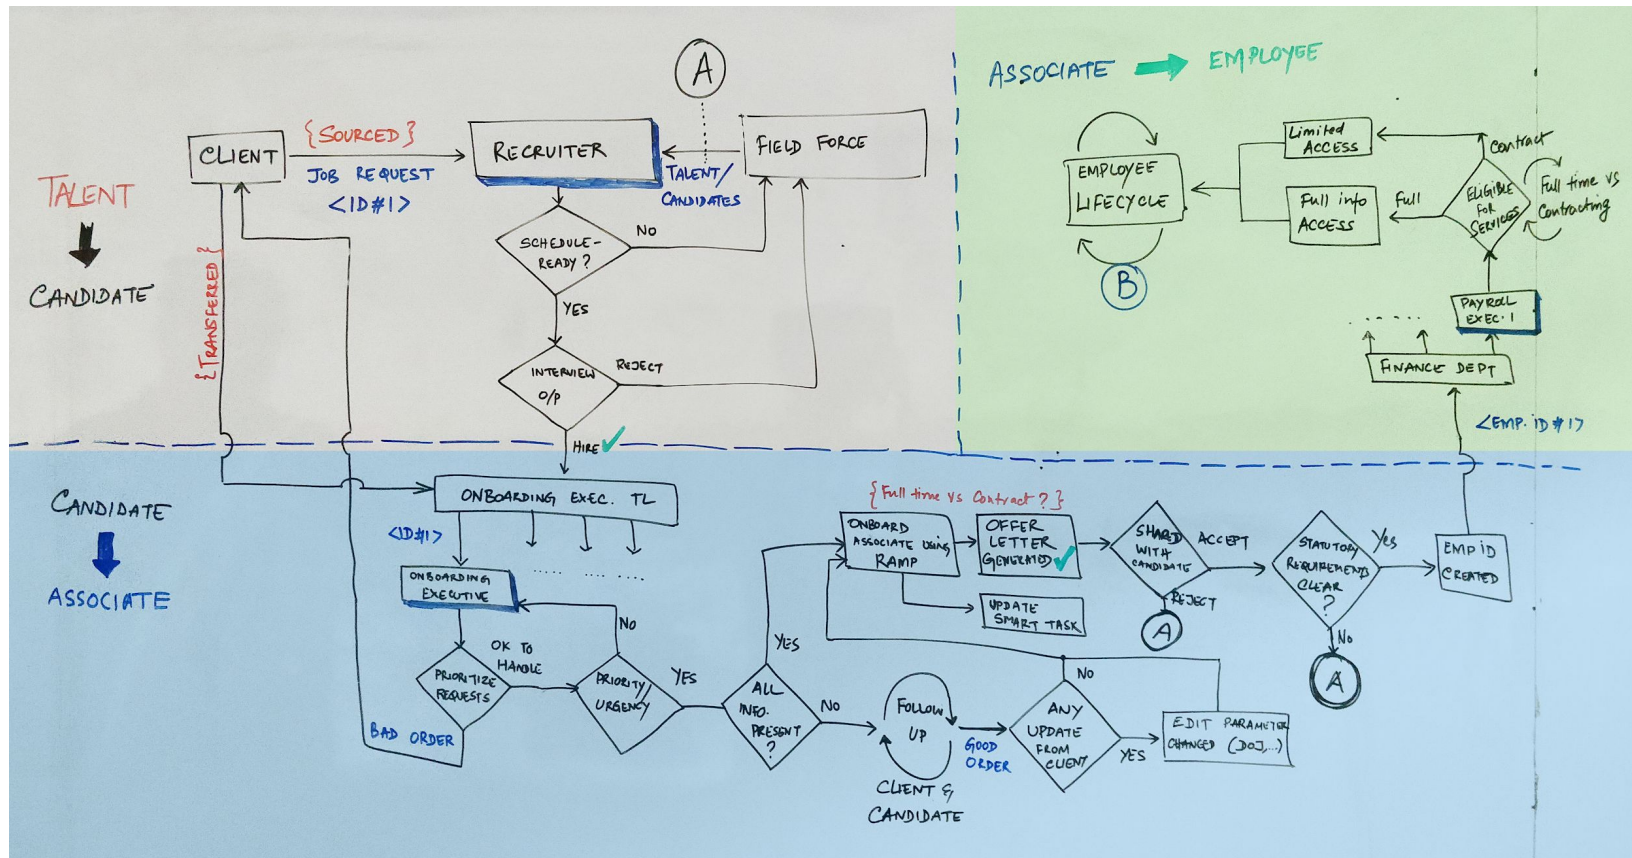 TALENT
CANDIDATE
CLIENT
{SOURCED}
JOB REQUEST
<ID#1>
{TRANSFERRED}
RECRUITER
A
TALENT/
CANDIDATES
FIELD FORCE
SCHEDULE-
READY?
NO
YES
INTERVIEW
O/P
REJECT
HIRE ✓
ASSOCIATE → EMPLOYEE
EMPLOYEE
LIFECYCLE
B
Limited
ACCESS
Full info
ACCESS
Contract
Full
ELIGIBLE
FOR
SERVICES
Full time vs
Contracting
PAYROLL
EXEC. 1
FINANCE DEPT
<EMP. ID #1>
CANDIDATE
ASSOCIATE
ONBOARDING EXEC. TL
<ID#1>
ONBOARDING
EXECUTIVE
PRIORITIZE
REQUESTS
OK TO
HANDLE
BAD ORDER
NO
PRIORITY/
URGENCY
YES
ALL
INFO.
PRESENT
?
YES
NO
FOLLOW
UP
CLIENT &
CANDIDATE
GOOD
ORDER
ANY
UPDATE
FROM
CLIENT
NO
YES
EDIT PARAMETER
CHANGED (DOJ,...)
{Full time vs Contract?}
ONBOARD
ASSOCIATE using
RAMP
UPDATE
SMART TASK
OFFER
LETTER
GENERATED ✓
SHARED
WITH
CANDIDATE
ACCEPT
REJECT
A
STATUTORY
REQUIREMENTS
CLEAR
?
Yes
No
A
EMP ID
CREATED